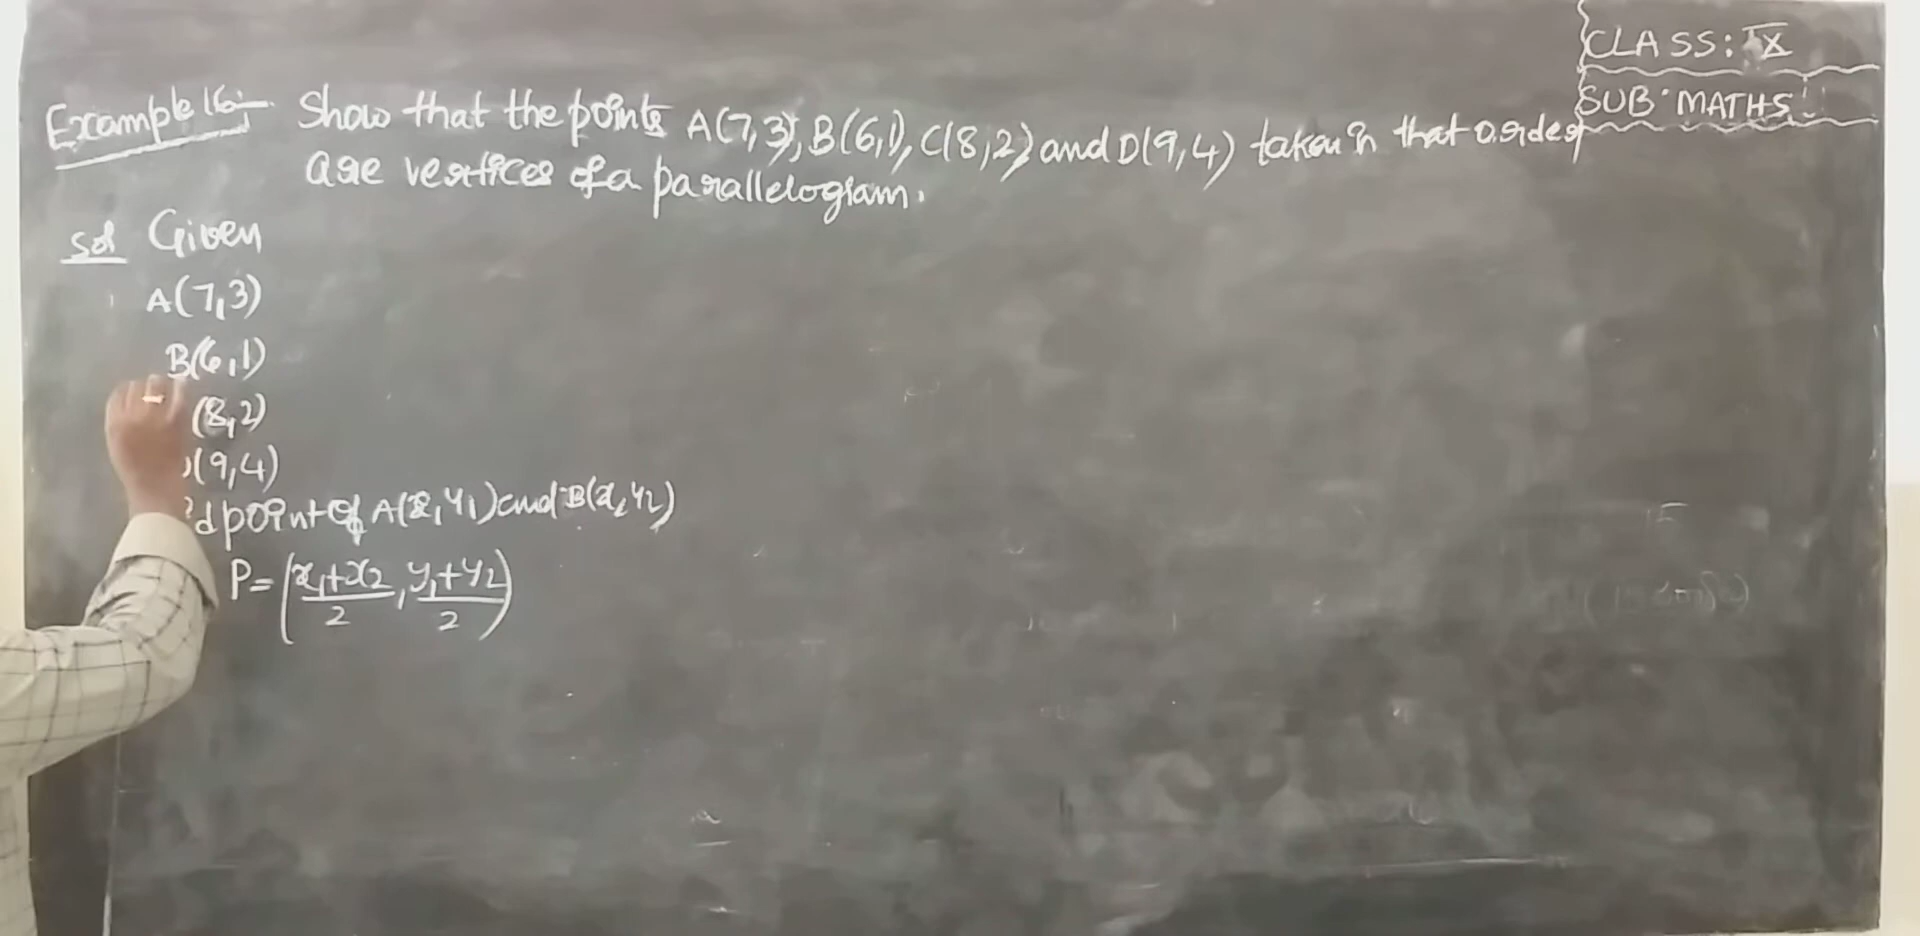 CLASS: IX
SUB: MATHS
Example 16:- Show that the points A(7,3), B(6,1), C(8,2) and D(9,4) taken in that order
are vertices of a parallelogram.
Sol Given
A(7,3)
B(6,1)
(8,2)
(9,4)
dpoint of A(x1,y1) and B(x2,y2)
P=(x1+x2/2, y1+y2/2)